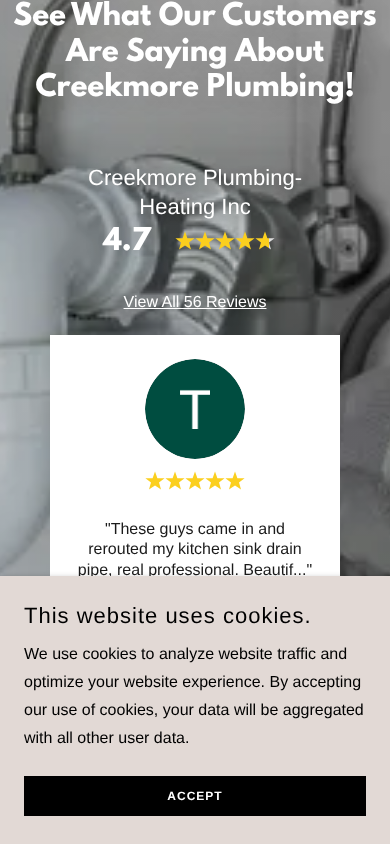 See What Our Customers
Are Saying About
Creekmore Plumbing!
Creekmore Plumbing-
Heating Inc
4.7
View All 56 Reviews
T
"These guys came in and
rerouted my kitchen sink drain
pipe, real professional. Beautif..."
This website uses cookies.
We use cookies to analyze website traffic and
optimize your website experience. By accepting
our use of cookies, your data will be aggregated
with all other user data.
ACCEPT